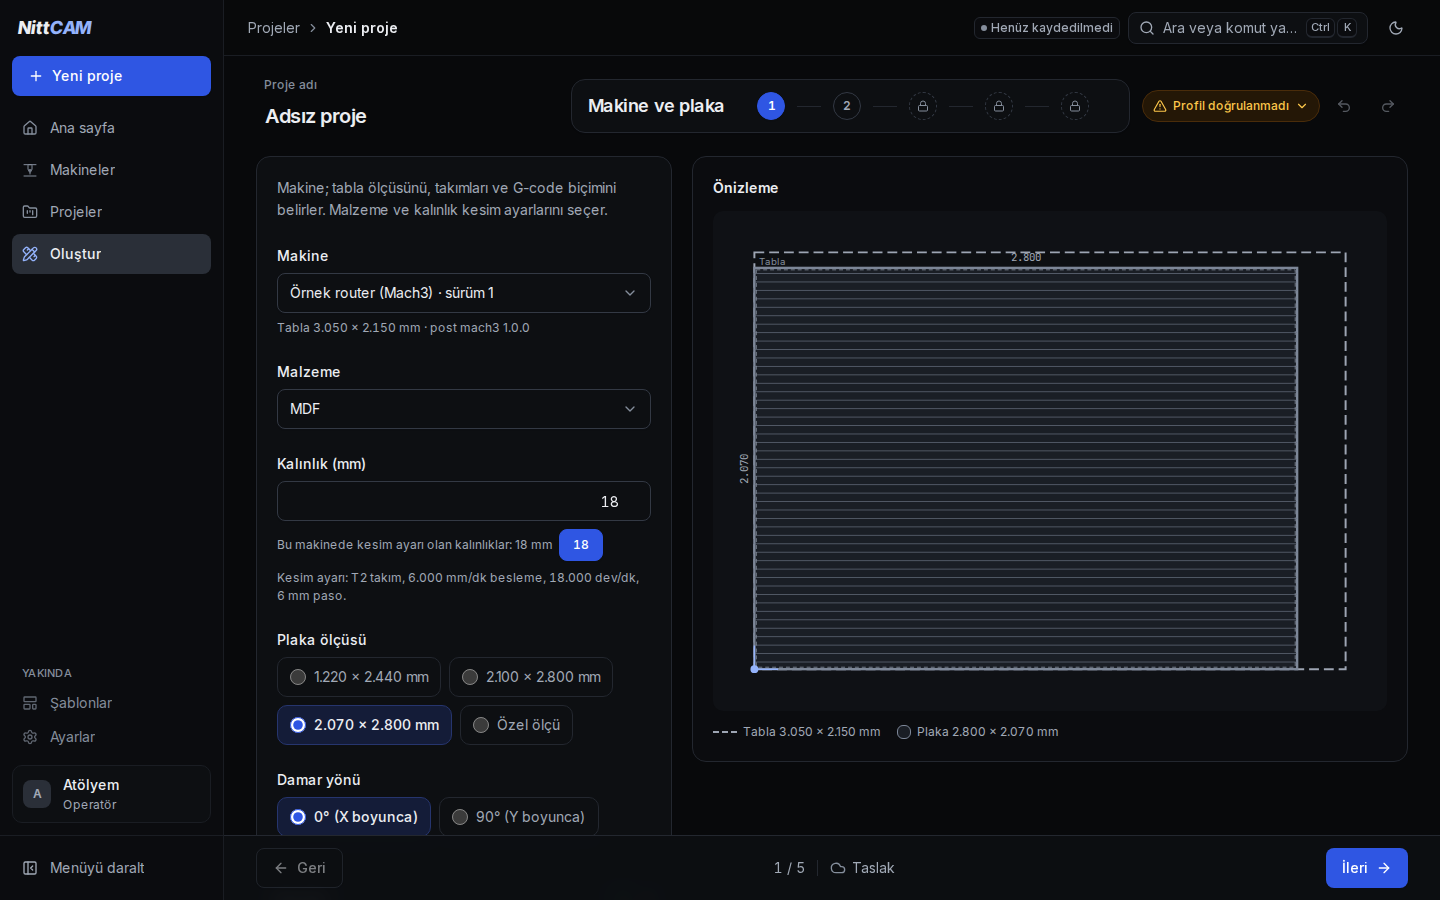 NittCAM
Yeni proje
Ana sayfa
Makineler
Projeler
Oluştur
YAKINDA
Şablonlar
Ayarlar
A
Atölyem
Operatör
Menüyü daralt
Projeler > Yeni proje
Henüz kaydedilmedi
Ara veya komut ya... Ctrl K
Proje adı
Adsız proje
Makine ve plaka 1 2
Profil doğrulanmadı
Makine; tabla ölçüsünü, takımları ve G-code biçimini
belirler. Malzeme ve kalınlık kesim ayarlarını seçer.
Makine
Örnek router (Mach3) · sürüm 1
Tabla 3.050 × 2.150 mm · post mach3 1.0.0
Malzeme
MDF
Kalınlık (mm)
18
Bu makinede kesim ayarı olan kalınlıklar: 18 mm 18
Kesim ayarı: T2 takım, 6.000 mm/dk besleme, 18.000 dev/dk,
6 mm paso.
Plaka ölçüsü
1.220 × 2.440 mm 2.100 × 2.800 mm
2.070 × 2.800 mm Özel ölçü
Damar yönü
0° (X boyunca) 90° (Y boyunca)
Önizleme
Tabla
2.800
2.070
Tabla 3.050 × 2.150 mm Plaka 2.800 × 2.070 mm
Geri
1 / 5 Taslak
İleri